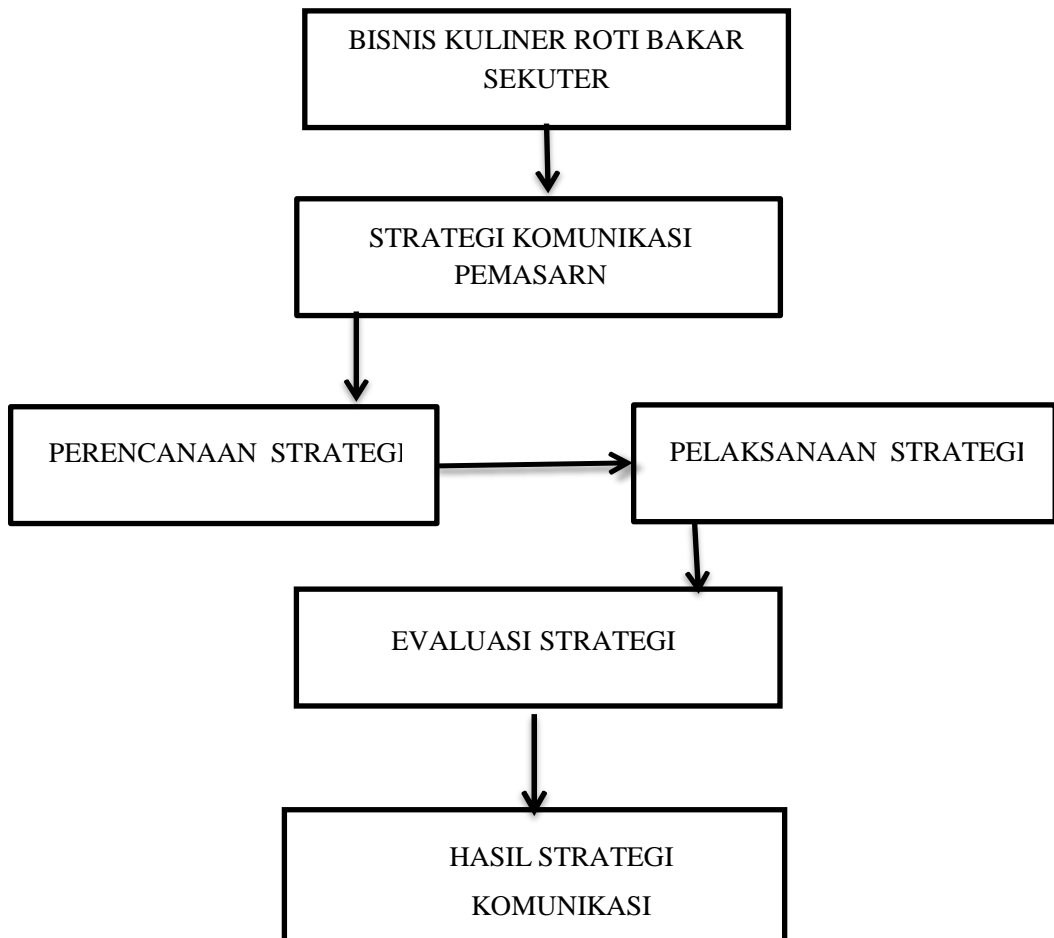 BISNIS KULINER ROTI BAKAR
SEKUTER
STRATEGI KOMUNIKASI
PEMASARN
PERENCANAAN STRATEGI
PELAKSANAAN STRATEGI
EVALUASI STRATEGI
HASIL STRATEGI
KOMUNIKASI